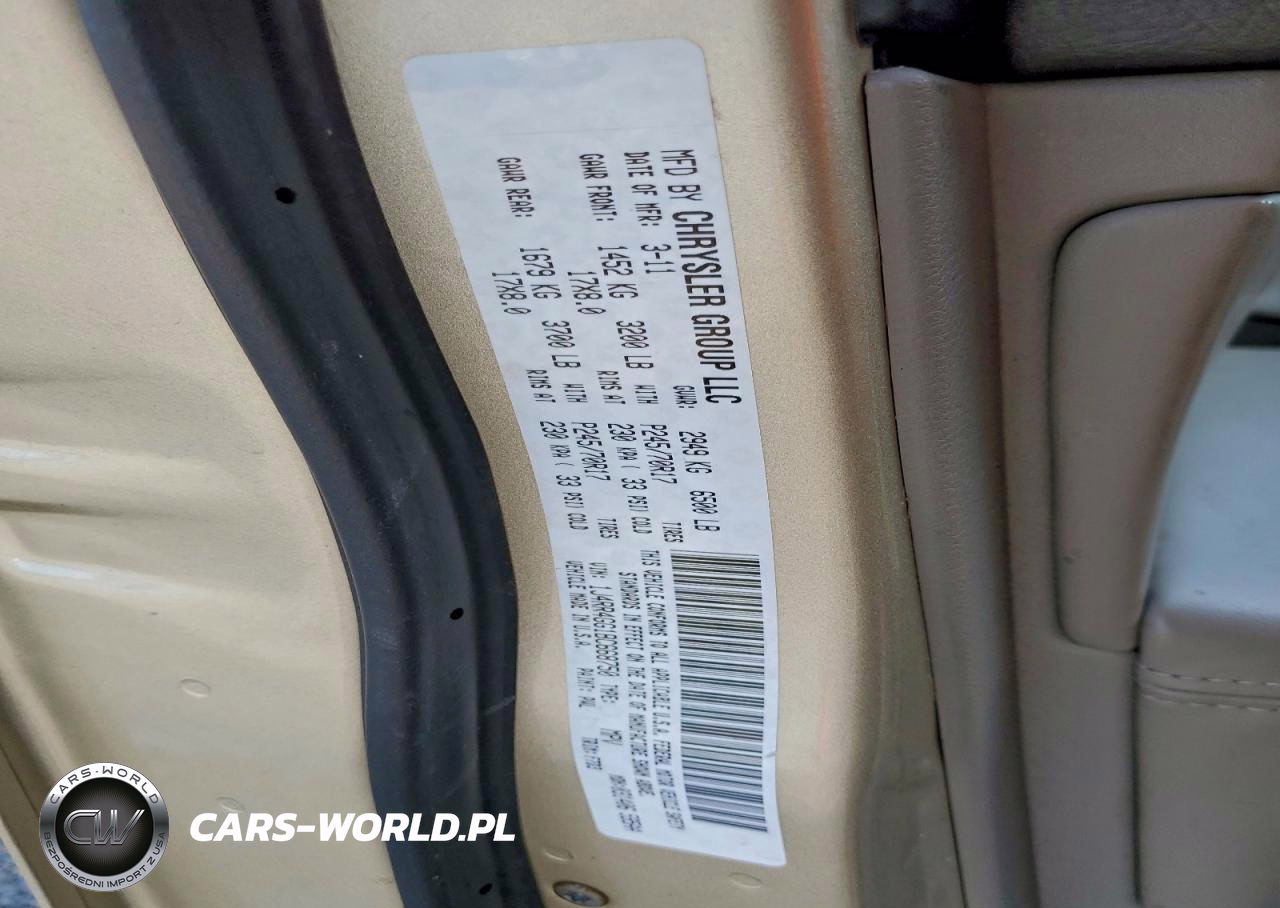 MFD BY CHRYSLER GROUP LLC
DATE OF MFR: 3-11 GVWR: 2949 KG 6500 LB
GAWR FRONT: 1452 KG 3200 LB WITH P245/70R17 TIRES
17X8.0 RIMS AT 230 KPA ( 33 PSI) COLD
GAWR REAR: 1679 KG 3700 LB WITH P245/70R17 TIRES
17X8.0 RIMS AT 230 KPA ( 33 PSI) COLD
THIS VEHICLE CONFORMS TO ALL APPLICABLE U.S.A. FEDERAL MOTOR VEHICLE SAFETY
STANDARDS IN EFFECT ON THE DATE OF MANUFACTURE SHOWN ABOVE.
VIN: TYPE: MPV
VEHICLE MADE IN U.S.A. PAINT: PHL
CARS-WORLD
CW
BEZPOŚREDNI IMPORT Z USA
CARS-WORLD.PL